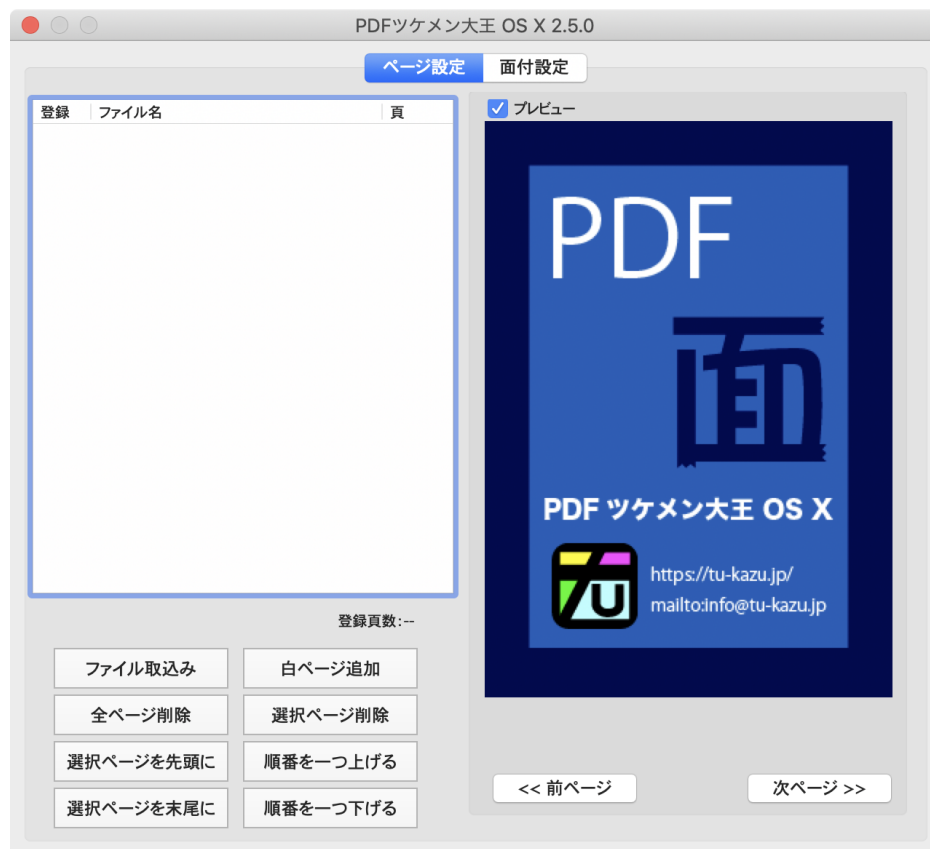 PDFツケメン大王 OS X 2.5.0
ページ設定 面付設定
登録 ファイル名 頁
プレビュー
PDF
面
PDF ツケメン大王 OS X
https://tu-kazu.jp/
mailto:info@tu-kazu.jp
登録頁数:--
ファイル取込み 白ページ追加
全ページ削除 選択ページ削除
選択ページを先頭に 順番を一つ上げる
選択ページを末尾に 順番を一つ下げる
<< 前ページ 次ページ >>